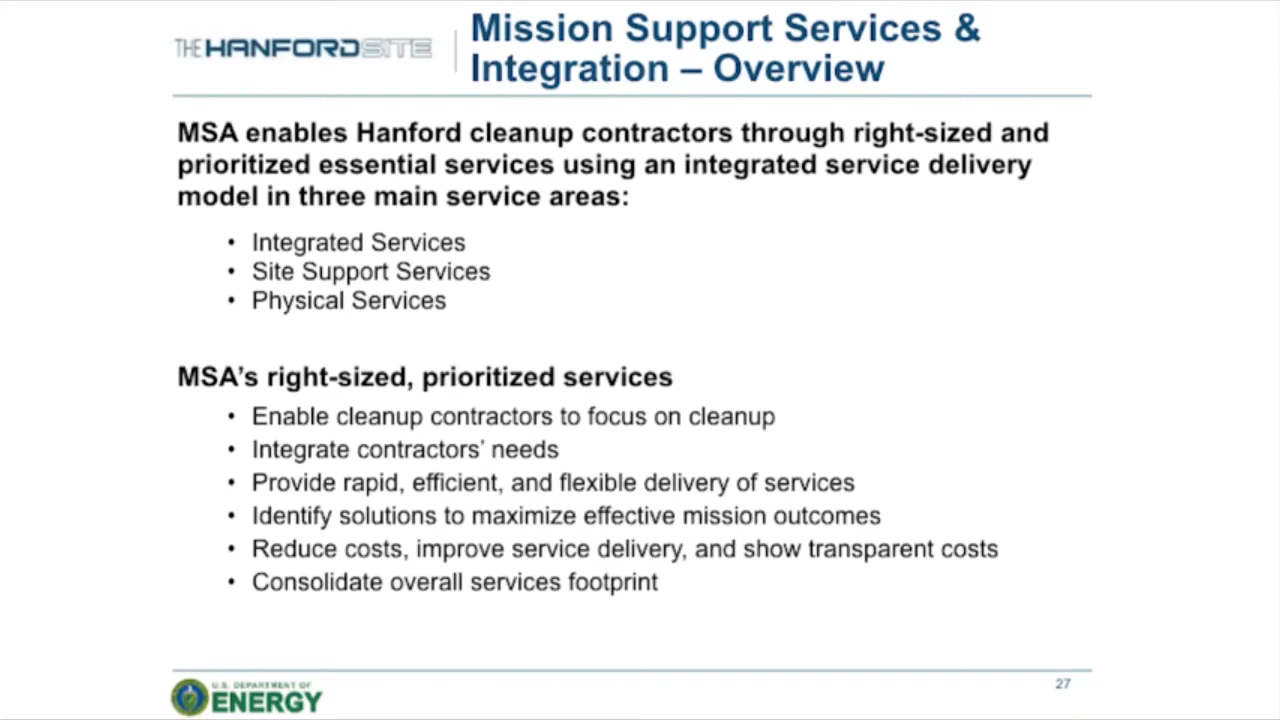 THE HANFORD SITE
Mission Support Services &
Integration – Overview
MSA enables Hanford cleanup contractors through right-sized and
prioritized essential services using an integrated service delivery
model in three main service areas:
• Integrated Services
• Site Support Services
• Physical Services
MSA’s right-sized, prioritized services
• Enable cleanup contractors to focus on cleanup
• Integrate contractors’ needs
• Provide rapid, efficient, and flexible delivery of services
• Identify solutions to maximize effective mission outcomes
• Reduce costs, improve service delivery, and show transparent costs
• Consolidate overall services footprint
U.S. DEPARTMENT OF
ENERGY
27